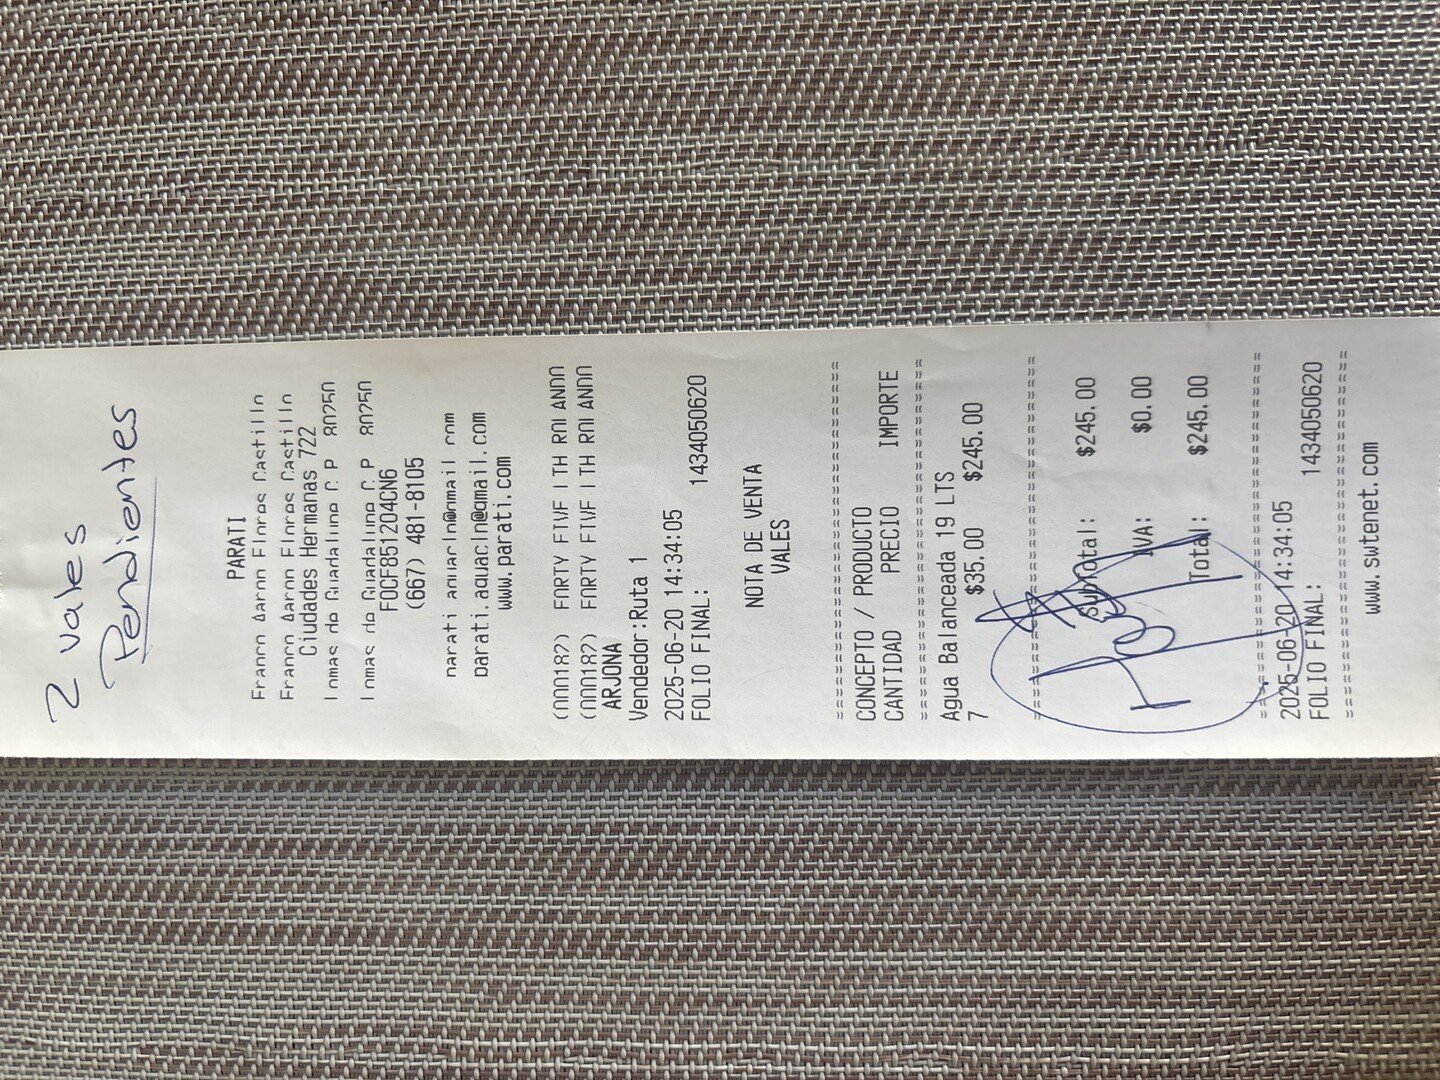 2 vales
Pendientes
PARATI
Franco Aaron Flores Castillo
Franco Aaron Flores Castillo
Ciudades Hermanas 722
Lomas de Guadalupe C.P. 80250
Lomas de Guadalupe C.P. 80250
FOCF851204CN6
(667) 481-8105
parati.aquacln@gmail.com
parati.aquacln@gmail.com
www.parati.com
(000182) FORTY FIVE LTH ROLANDO
(000182) FORTY FIVE LTH ROLANDO
ARJONA
Vendedor:Ruta 1
2025-06-20 14:34:05
FOLIO FINAL: 1434050620
NOTA DE VENTA
VALES
==============================
CONCEPTO / PRODUCTO
CANTIDAD PRECIO IMPORTE
==============================
Agua Balanceada 19 LTS
7 $35.00 $245.00
==============================
Subtotal: $245.00
IVA: $0.00
Total: $245.00
==============================
2025-06-20 14:34:05
FOLIO FINAL: 1434050620
==============================
www.swtenet.com